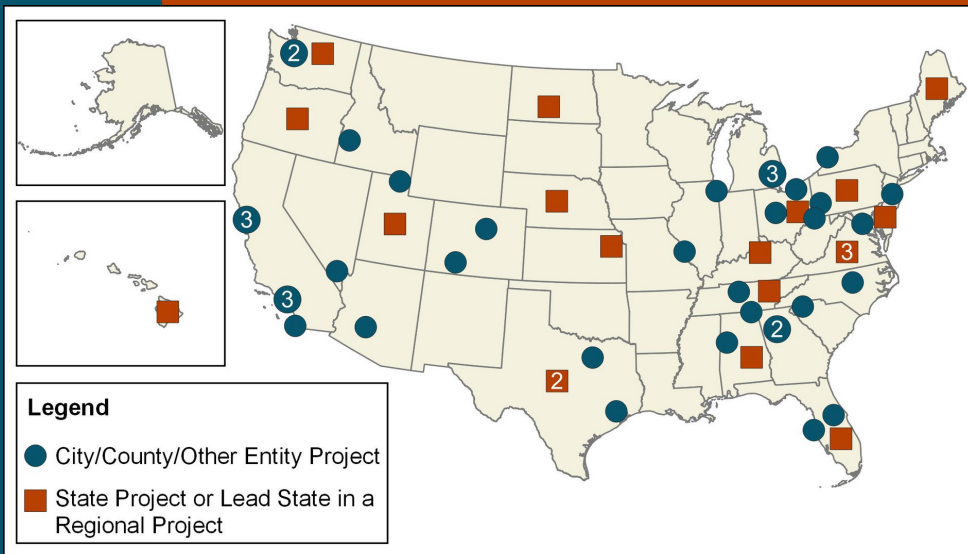 2
3
3
3
3
2
2
Legend
City/County/Other Entity Project
State Project or Lead State in a
Regional Project